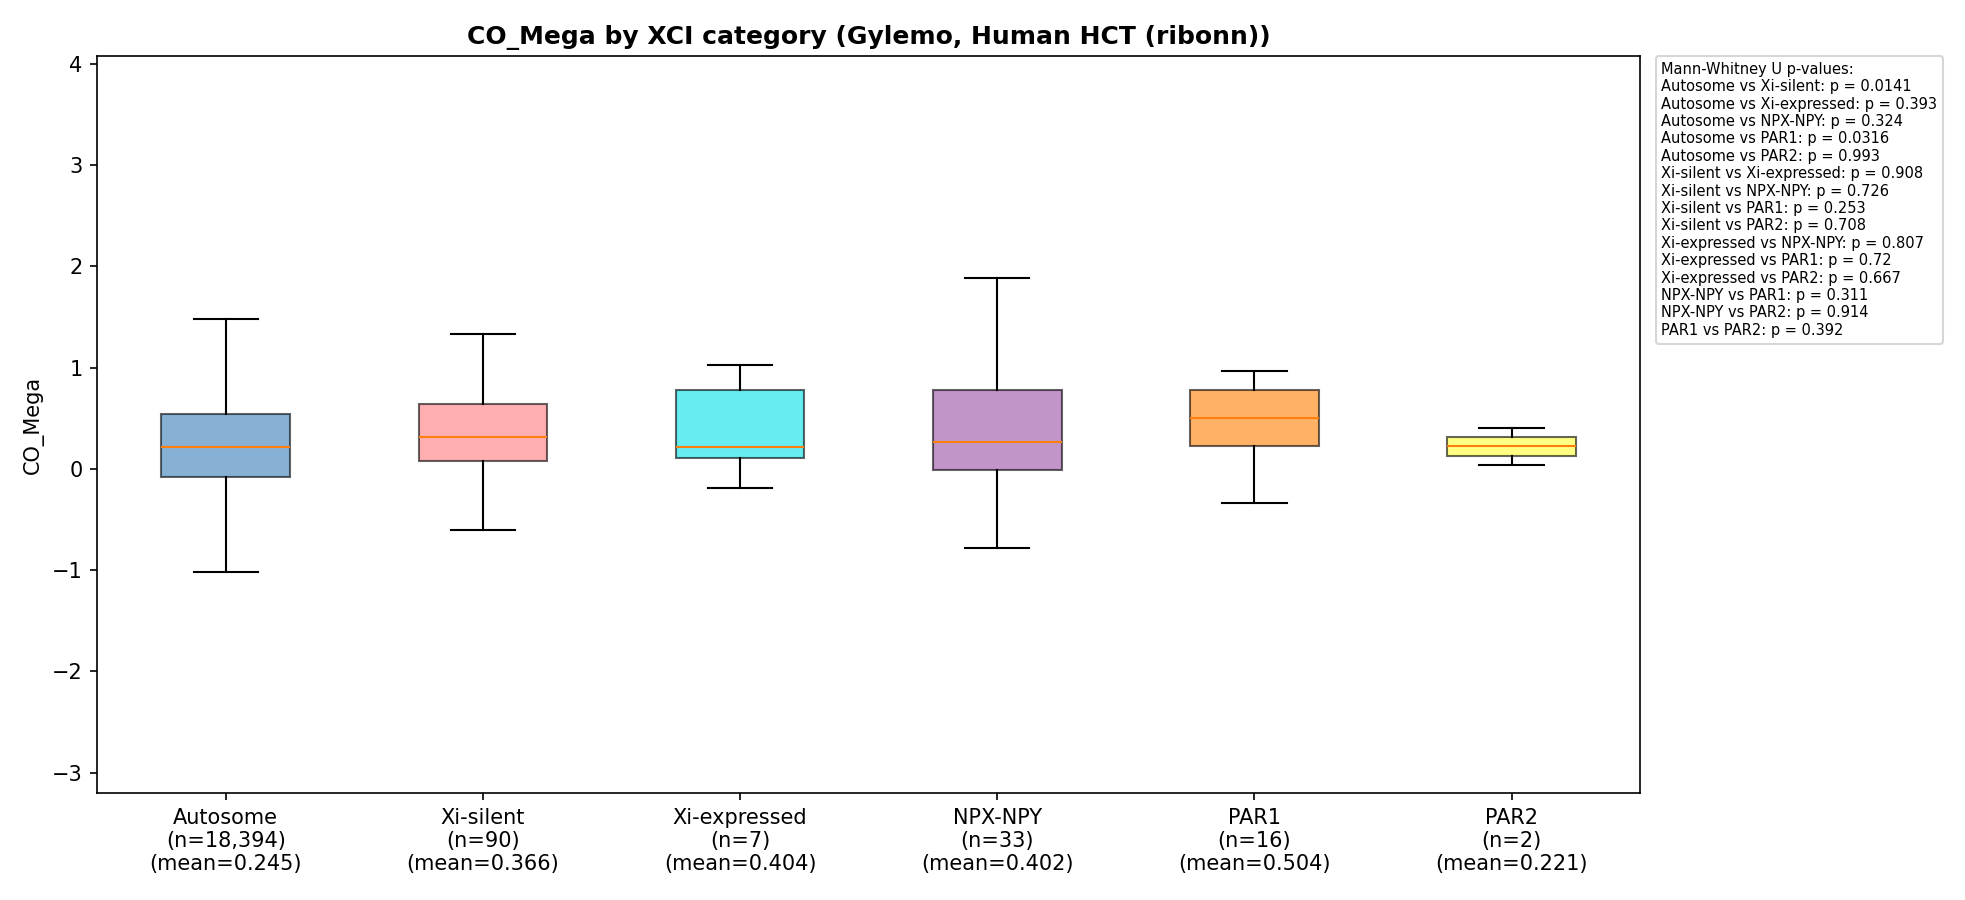 CO_Mega by XCI category (Gylemo, Human HCT (ribonn))
CO_Mega
4
3
2
1
0
−1
−2
−3
Autosome
(n=18,394)
(mean=0.245)
Xi-silent
(n=90)
(mean=0.366)
Xi-expressed
(n=7)
(mean=0.404)
NPX-NPY
(n=33)
(mean=0.402)
PAR1
(n=16)
(mean=0.504)
PAR2
(n=2)
(mean=0.221)
Mann-Whitney U p-values:
Autosome vs Xi-silent: p = 0.0141
Autosome vs Xi-expressed: p = 0.393
Autosome vs NPX-NPY: p = 0.324
Autosome vs PAR1: p = 0.0316
Autosome vs PAR2: p = 0.993
Xi-silent vs Xi-expressed: p = 0.908
Xi-silent vs NPX-NPY: p = 0.726
Xi-silent vs PAR1: p = 0.253
Xi-silent vs PAR2: p = 0.708
Xi-expressed vs NPX-NPY: p = 0.807
Xi-expressed vs PAR1: p = 0.72
Xi-expressed vs PAR2: p = 0.667
NPX-NPY vs PAR1: p = 0.311
NPX-NPY vs PAR2: p = 0.914
PAR1 vs PAR2: p = 0.392